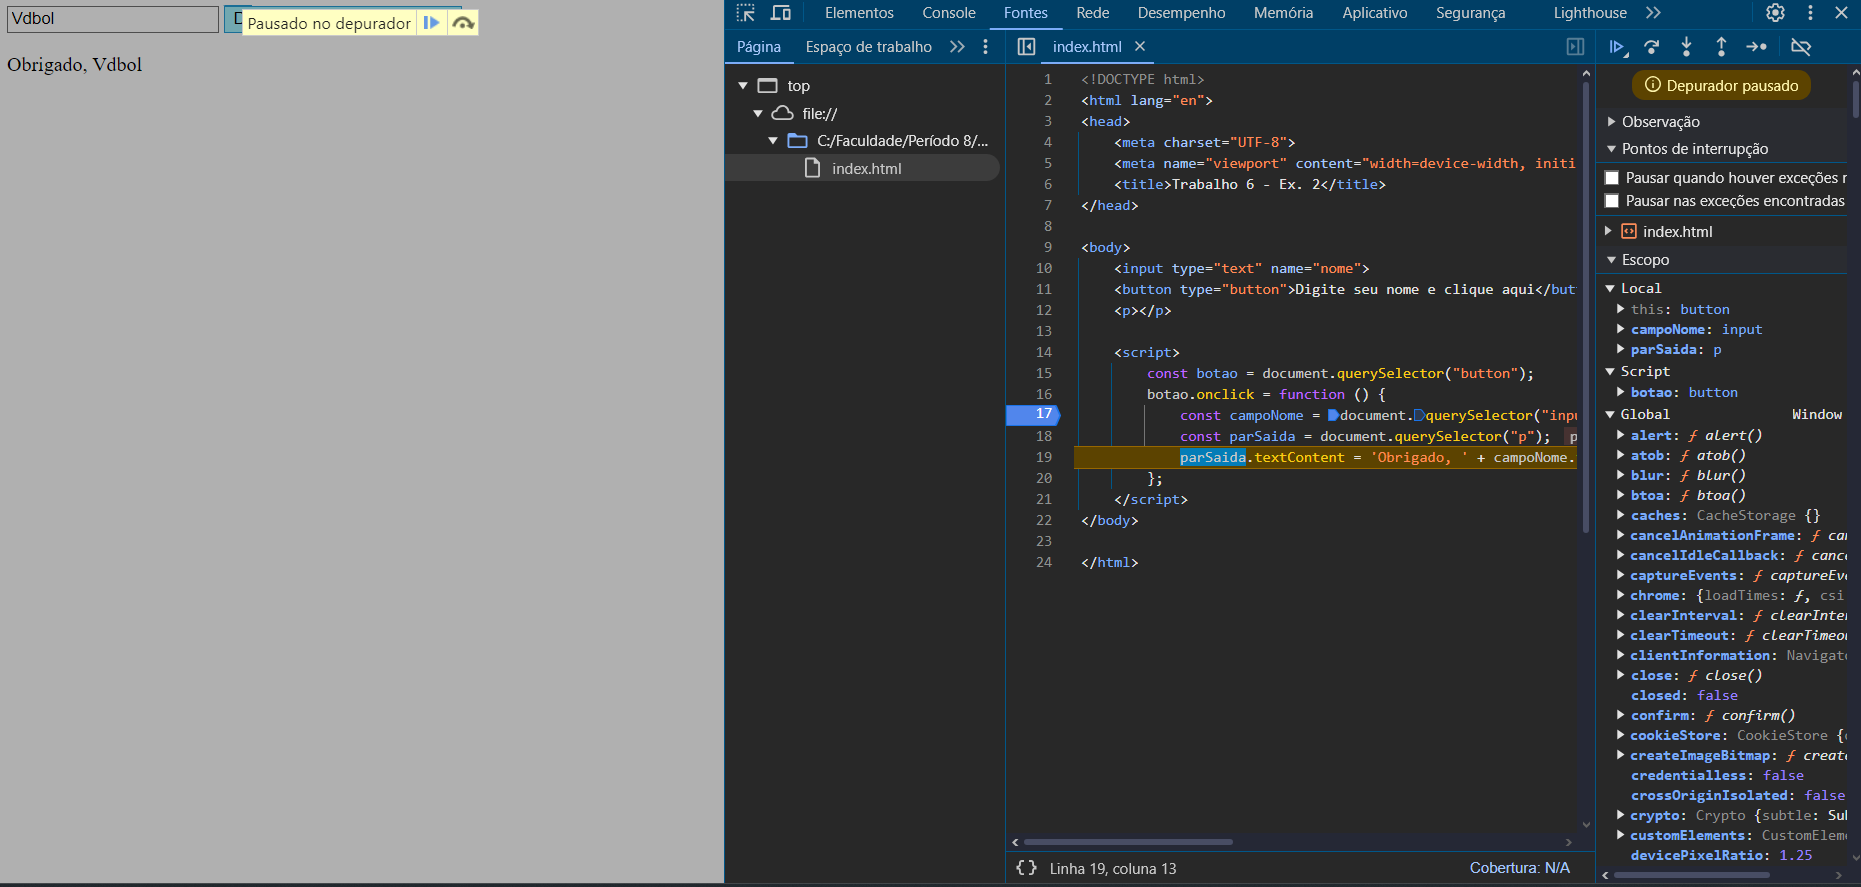 Vdbol
Pausado no depurador
Obrigado, Vdbol
Elementos Console Fontes Rede Desempenho Memória Aplicativo Segurança Lighthouse
Página Espaço de trabalho
index.html
top
file://
C:/Faculdade/Período 8/...
index.html
1 <!DOCTYPE html>
2 <html lang="en">
3 <head>
4 <meta charset="UTF-8">
5 <meta name="viewport" content="width=device-width, initi
6 <title>Trabalho 6 - Ex. 2</title>
7 </head>
8
9 <body>
10 <input type="text" name="nome">
11 <button type="button">Digite seu nome e clique aqui</but
12 <p></p>
13
14 <script>
15 const botao = document.querySelector("button");
16 botao.onclick = function () {
17 const campoNome = document.querySelector("inpu
18 const parSaida = document.querySelector("p"); p
19 parSaida.textContent = 'Obrigado, ' + campoNome.
20 };
21 </script>
22 </body>
23
24 </html>
{} Linha 19, coluna 13
Cobertura: N/A
Depurador pausado
Observação
Pontos de interrupção
Pausar quando houver exceções
Pausar nas exceções encontradas
index.html
Escopo
Local
this: button
campoNome: input
parSaida: p
Script
botao: button
Global Window
alert: ƒ alert()
atob: ƒ atob()
blur: ƒ blur()
btoa: ƒ btoa()
caches: CacheStorage {}
cancelAnimationFrame: ƒ can
cancelIdleCallback: ƒ cance
captureEvents: ƒ captureEve
chrome: {loadTimes: ƒ, csi
clearInterval: ƒ clearInter
clearTimeout: ƒ clearTimeou
clientInformation: Navigato
close: ƒ close()
closed: false
confirm: ƒ confirm()
cookieStore: CookieStore {
createImageBitmap: ƒ create
credentialless: false
crossOriginIsolated: false
crypto: Crypto {subtle: Su
customElements: CustomEleme
devicePixelRatio: 1.25